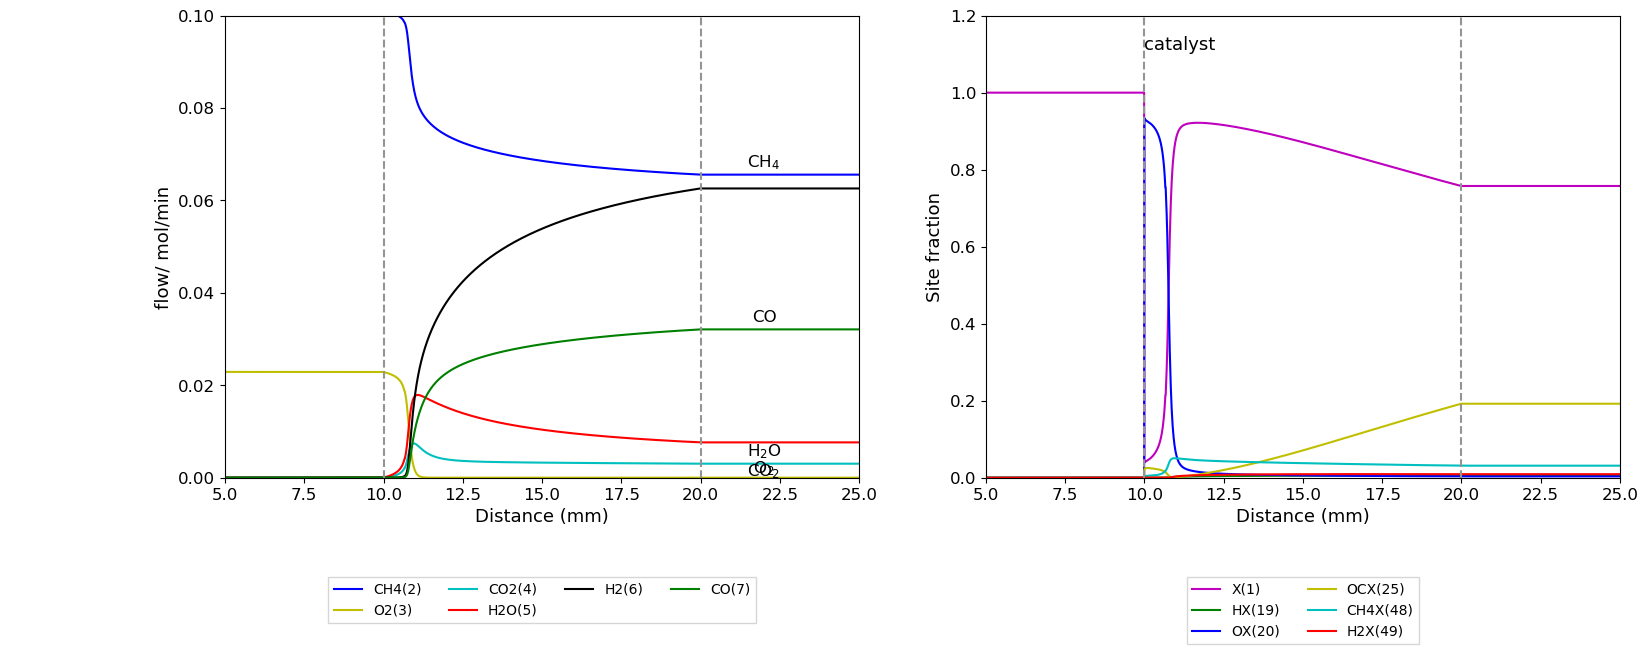 0.10
0.08
0.06
0.04
0.02
0.00
flow/ mol/min
CH₄
CO
H₂O
O₂
CO₂
5.0 7.5 10.0 12.5 15.0 17.5 20.0 22.5 25.0
Distance (mm)
CH4(2) CO2(4) H2(6) CO(7)
O2(3) H2O(5)
1.2
1.0
0.8
0.6
0.4
0.2
0.0
Site fraction
catalyst
5.0 7.5 10.0 12.5 15.0 17.5 20.0 22.5 25.0
Distance (mm)
X(1) OCX(25)
HX(19) CH4X(48)
OX(20) H2X(49)